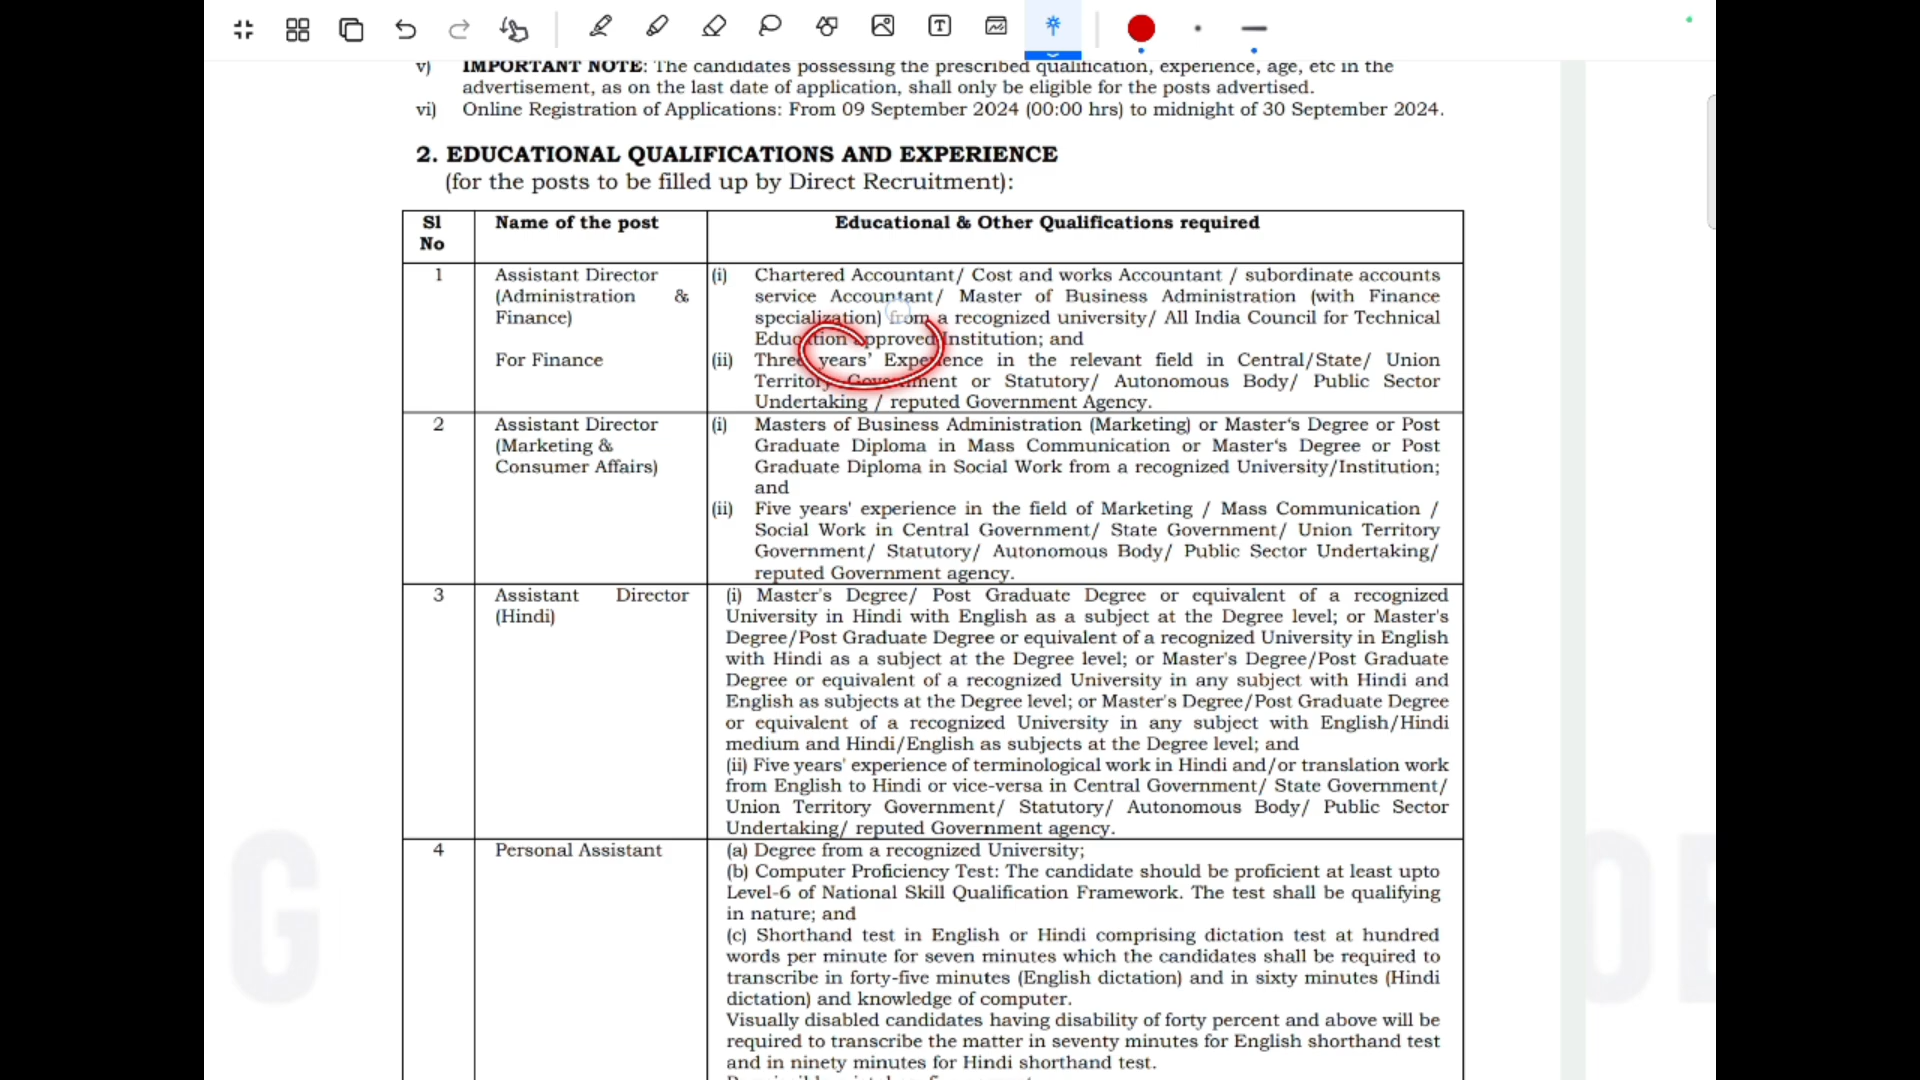 v) IMPORTANT NOTE: The candidates possessing the prescribed qualification, experience, age, etc in the
advertisement, as on the last date of application, shall only be eligible for the posts advertised.
vi) Online Registration of Applications: From 09 September 2024 (00:00 hrs) to midnight of 30 September 2024.
2. EDUCATIONAL QUALIFICATIONS AND EXPERIENCE
(for the posts to be filled up by Direct Recruitment):
Sl No
Name of the post
Educational & Other Qualifications required
1
Assistant Director
(Administration &
Finance)
For Finance
(i) Chartered Accountant/ Cost and works Accountant / subordinate accounts
service Accountant/ Master of Business Administration (with Finance
specialization) from a recognized university/ All India Council for Technical
Education approved Institution; and
(ii) Three years' Experience in the relevant field in Central/State/ Union
Territory Government or Statutory/ Autonomous Body/ Public Sector
Undertaking / reputed Government Agency.
2
Assistant Director
(Marketing &
Consumer Affairs)
(i) Masters of Business Administration (Marketing) or Master's Degree or Post
Graduate Diploma in Mass Communication or Master's Degree or Post
Graduate Diploma in Social Work from a recognized University/Institution;
and
(ii) Five years' experience in the field of Marketing / Mass Communication /
Social Work in Central Government/ State Government/ Union Territory
Government/ Statutory/ Autonomous Body/ Public Sector Undertaking/
reputed Government agency.
3
Assistant Director
(Hindi)
(i) Master's Degree/ Post Graduate Degree or equivalent of a recognized
University in Hindi with English as a subject at the Degree level; or Master's
Degree/Post Graduate Degree or equivalent of a recognized University in English
with Hindi as a subject at the Degree level; or Master's Degree/Post Graduate
Degree or equivalent of a recognized University in any subject with Hindi and
English as subjects at the Degree level; or Master's Degree/Post Graduate Degree
or equivalent of a recognized University in any subject with English/Hindi
medium and Hindi/English as subjects at the Degree level; and
(ii) Five years' experience of terminological work in Hindi and/or translation work
from English to Hindi or vice-versa in Central Government/ State Government/
Union Territory Government/ Statutory/ Autonomous Body/ Public Sector
Undertaking/ reputed Government agency.
4
Personal Assistant
(a) Degree from a recognized University;
(b) Computer Proficiency Test: The candidate should be proficient at least upto
Level-6 of National Skill Qualification Framework. The test shall be qualifying
in nature; and
(c) Shorthand test in English or Hindi comprising dictation test at hundred
words per minute for seven minutes which the candidates shall be required to
transcribe in forty-five minutes (English dictation) and in sixty minutes (Hindi
dictation) and knowledge of computer.
Visually disabled candidates having disability of forty percent and above will be
required to transcribe the matter in seventy minutes for English shorthand test
and in ninety minutes for Hindi shorthand test.